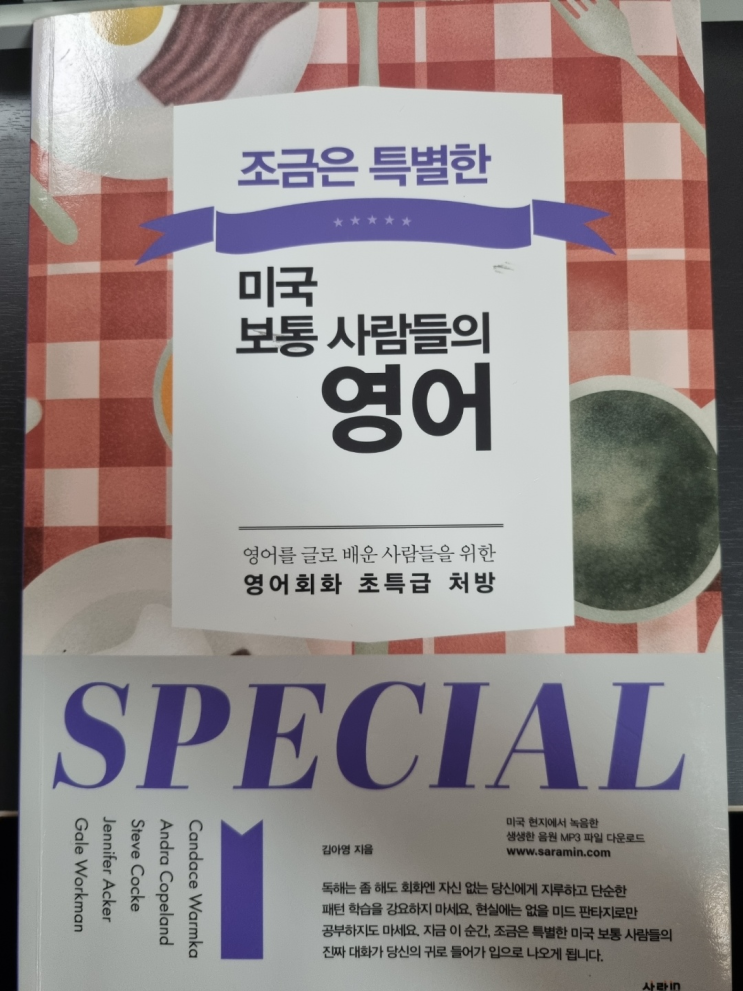 조금은 특별한
미국
보통 사람들의
영어
영어를 글로 배운 사람들을 위한
영어회화 초특급 처방
SPECIAL
Candace Warmka
Andra Copeland
Steve Cocke
Jennifer Acker
Gale Workman
김아영 지음
미국 현지에서 녹음한
생생한 음원 MP3 파일 다운로드
www.saramin.com
독해는 좀 해도 회화엔 자신 없는 당신에게 지루하고 단순한
패턴 학습을 강요하지 마세요. 현실에는 없을 미드 판타지로만
공부하지도 마세요. 지금 이 순간, 조금은 특별한 미국 보통 사람들의
진짜 대화가 당신의 귀로 들어가 입으로 나오게 됩니다.
사람in